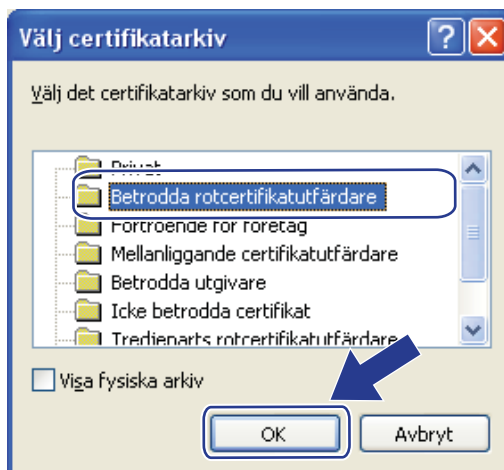 Välj certifikatarkiv
Välj det certifikatarkiv som du vill använda.
Privat
Betrodda rotcertifikatutfärdare
Förtroende för företag
Mellanliggande certifikatutfärdare
Betrodda utgivare
Icke betrodda certifikat
Tredjeparts rotcertifikatutfärdare
Visa fysiska arkiv
OK
Avbryt